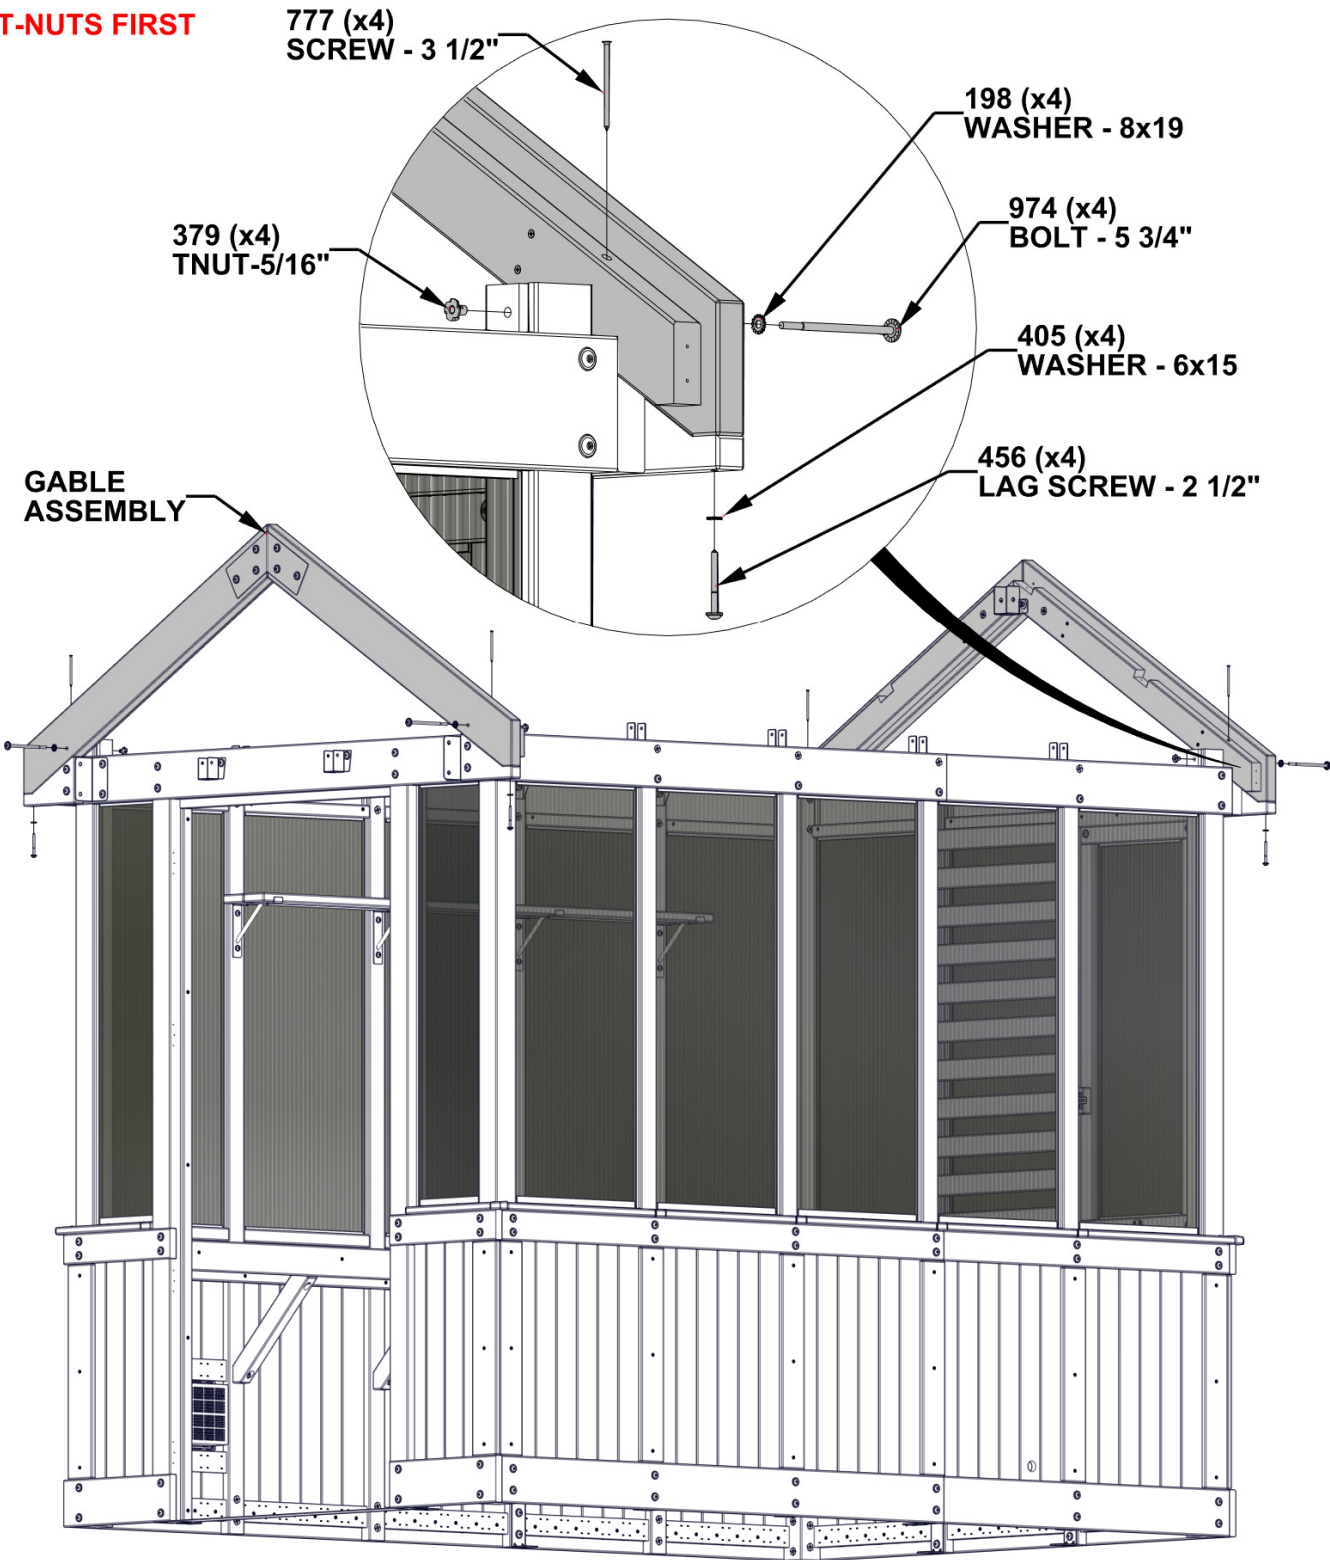 T-NUTS FIRST
777 (x4)
SCREW - 3 1/2"
198 (x4)
WASHER - 8x19
974 (x4)
BOLT - 5 3/4"
379 (x4)
TNUT-5/16"
405 (x4)
WASHER - 6x15
456 (x4)
LAG SCREW - 2 1/2"
GABLE
ASSEMBLY